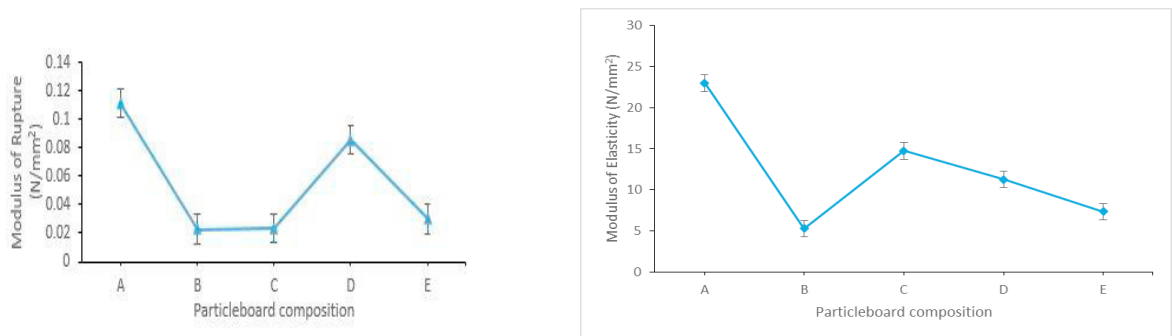 Modulus of Rupture
(N/mm²)
0.14
0.12
0.1
0.08
0.06
0.04
0.02
0
A B C D E
Particleboard composition
Modulus of Elasticity (N/mm²)
30
25
20
15
10
5
0
A B C D E
Particleboard composition